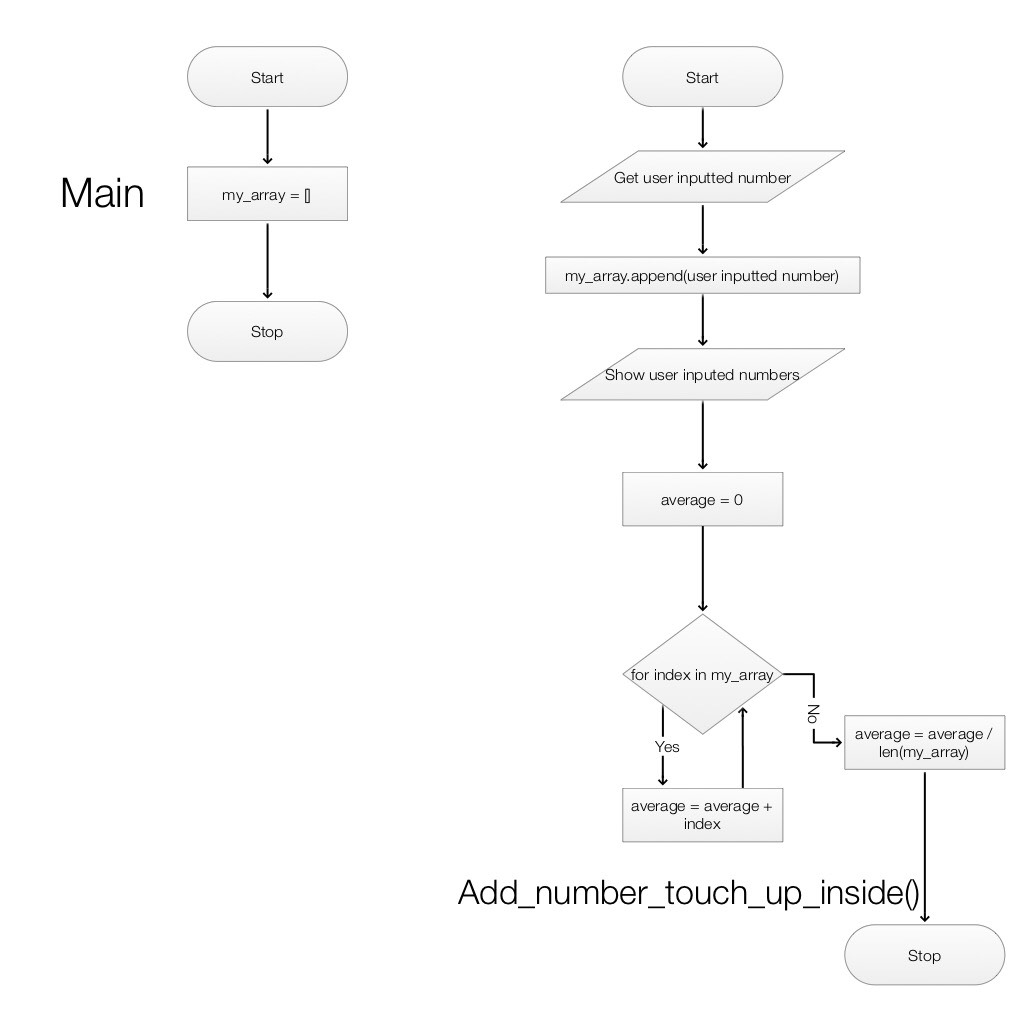 Main
Start
my_array = []
Stop
Start
Get user inputted number
my_array.append(user inputted number)
Show user inputed numbers
average = 0
for index in my_array
Yes
No
average = average +
index
average = average /
len(my_array)
Add_number_touch_up_inside()
Stop